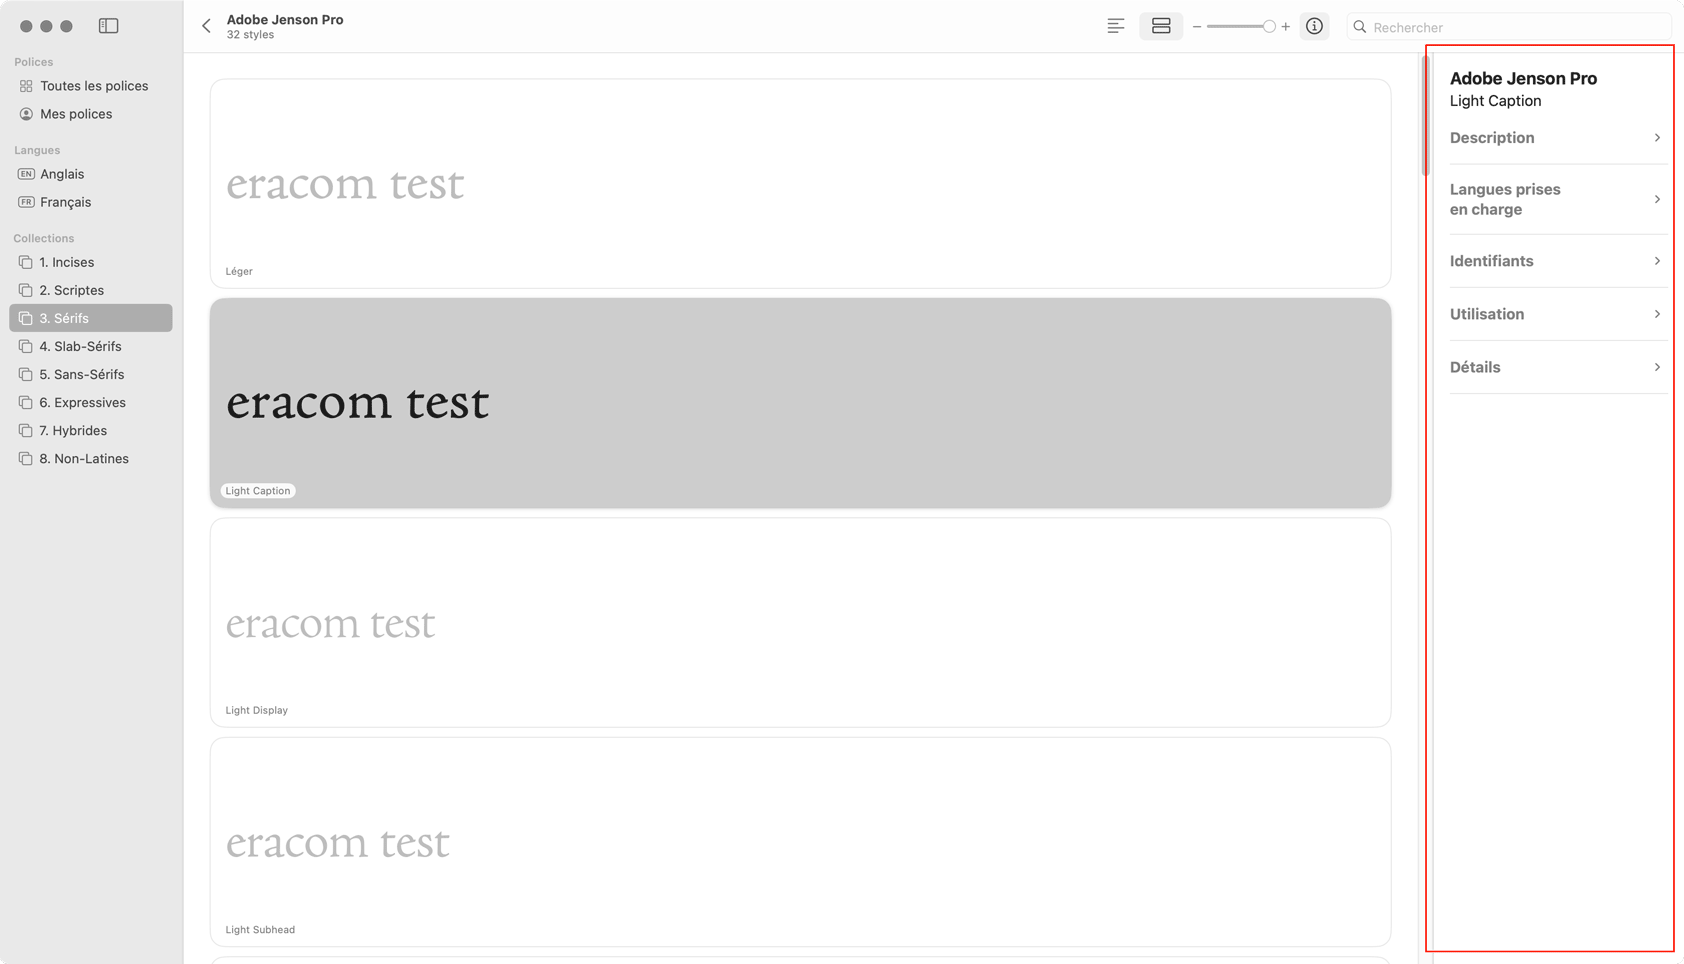 Adobe Jenson Pro
32 styles
Rechercher
Polices
Toutes les polices
Mes polices
Langues
EN Anglais
FR Français
Collections
1. Incises
2. Scriptes
3. Sérifs
4. Slab-Sérifs
5. Sans-Sérifs
6. Expressives
7. Hybrides
8. Non-Latines
eracom test
Léger
eracom test
Light Caption
eracom test
Light Display
eracom test
Light Subhead
Adobe Jenson Pro
Light Caption
Description
Langues prises
en charge
Identifiants
Utilisation
Détails